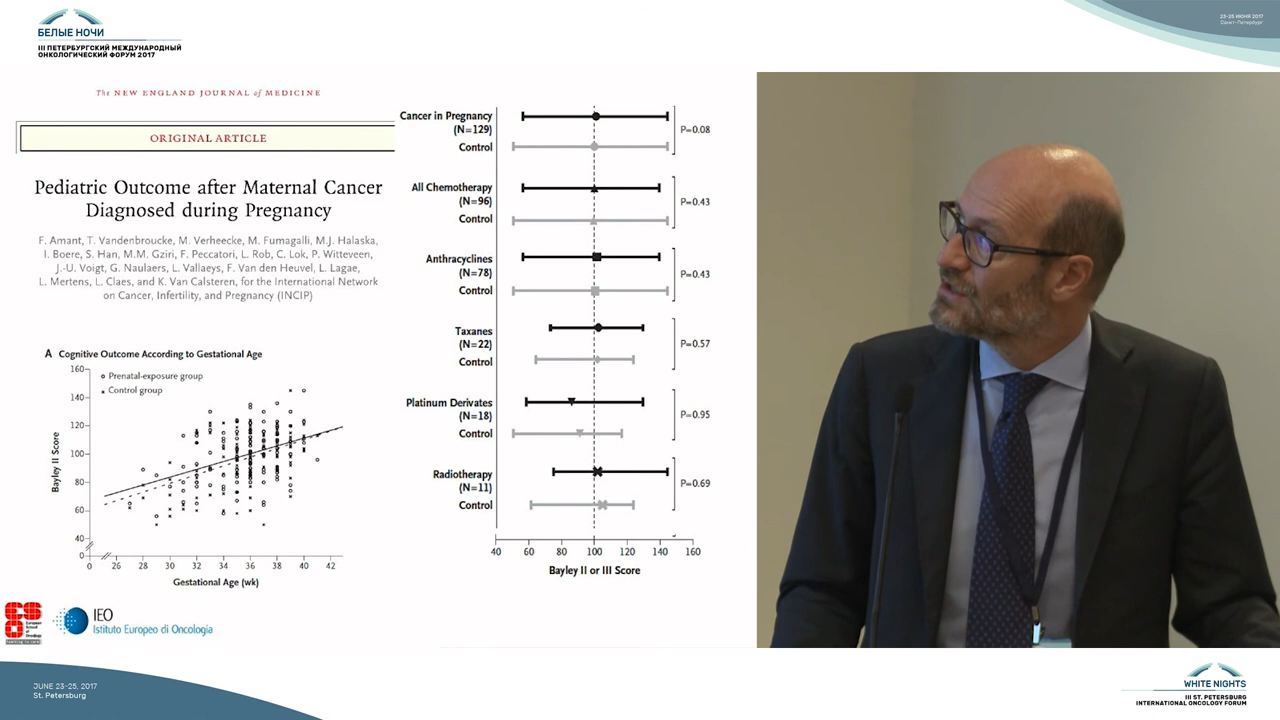 БЕЛЫЕ НОЧИ
III ПЕТЕРБУРГСКИЙ МЕЖДУНАРОДНЫЙ
ОНКОЛОГИЧЕСКИЙ ФОРУМ 2017
23-25 ИЮНЯ 2017
Санкт-Петербург
The NEW ENGLAND JOURNAL of MEDICINE
ORIGINAL ARTICLE
Pediatric Outcome after Maternal Cancer
Diagnosed during Pregnancy
F. Amant, T. Vandenbroucke, M. Verheecke, M. Fumagalli, M.J. Halaska,
I. Boere, S. Han, M.M. Gziri, F. Peccatori, L. Rob, C. Lok, P. Witteveen,
J.-U. Voigt, G. Naulaers, L. Vallaeys, F. Van den Heuvel, L. Lagae,
L. Mertens, L. Claes, and K. Van Calsteren, for the International Network
on Cancer, Infertility, and Pregnancy (INCIP)
A Cognitive Outcome According to Gestational Age
Prenatal-exposure group
Control group
Bayley II Score
160
140
120
100
80
60
40
0
0 26 28 30 32 34 36 38 40 42
Gestational Age (wk)
Cancer in Pregnancy
(N=129)
P=0.08
Control
All Chemotherapy
(N=96)
P=0.43
Control
Anthracyclines
(N=78)
P=0.43
Control
Taxanes
(N=22)
P=0.57
Control
Platinum Derivates
(N=18)
P=0.95
Control
Radiotherapy
(N=11)
P=0.69
Control
40 60 80 100 120 140 160
Bayley II or III Score
European
School
of
Oncology
IEO
Istituto Europeo di Oncologia
JUNE 23-25, 2017
St. Petersburg
WHITE NIGHTS
III ST. PETERSBURG
INTERNATIONAL ONCOLOGY FORUM